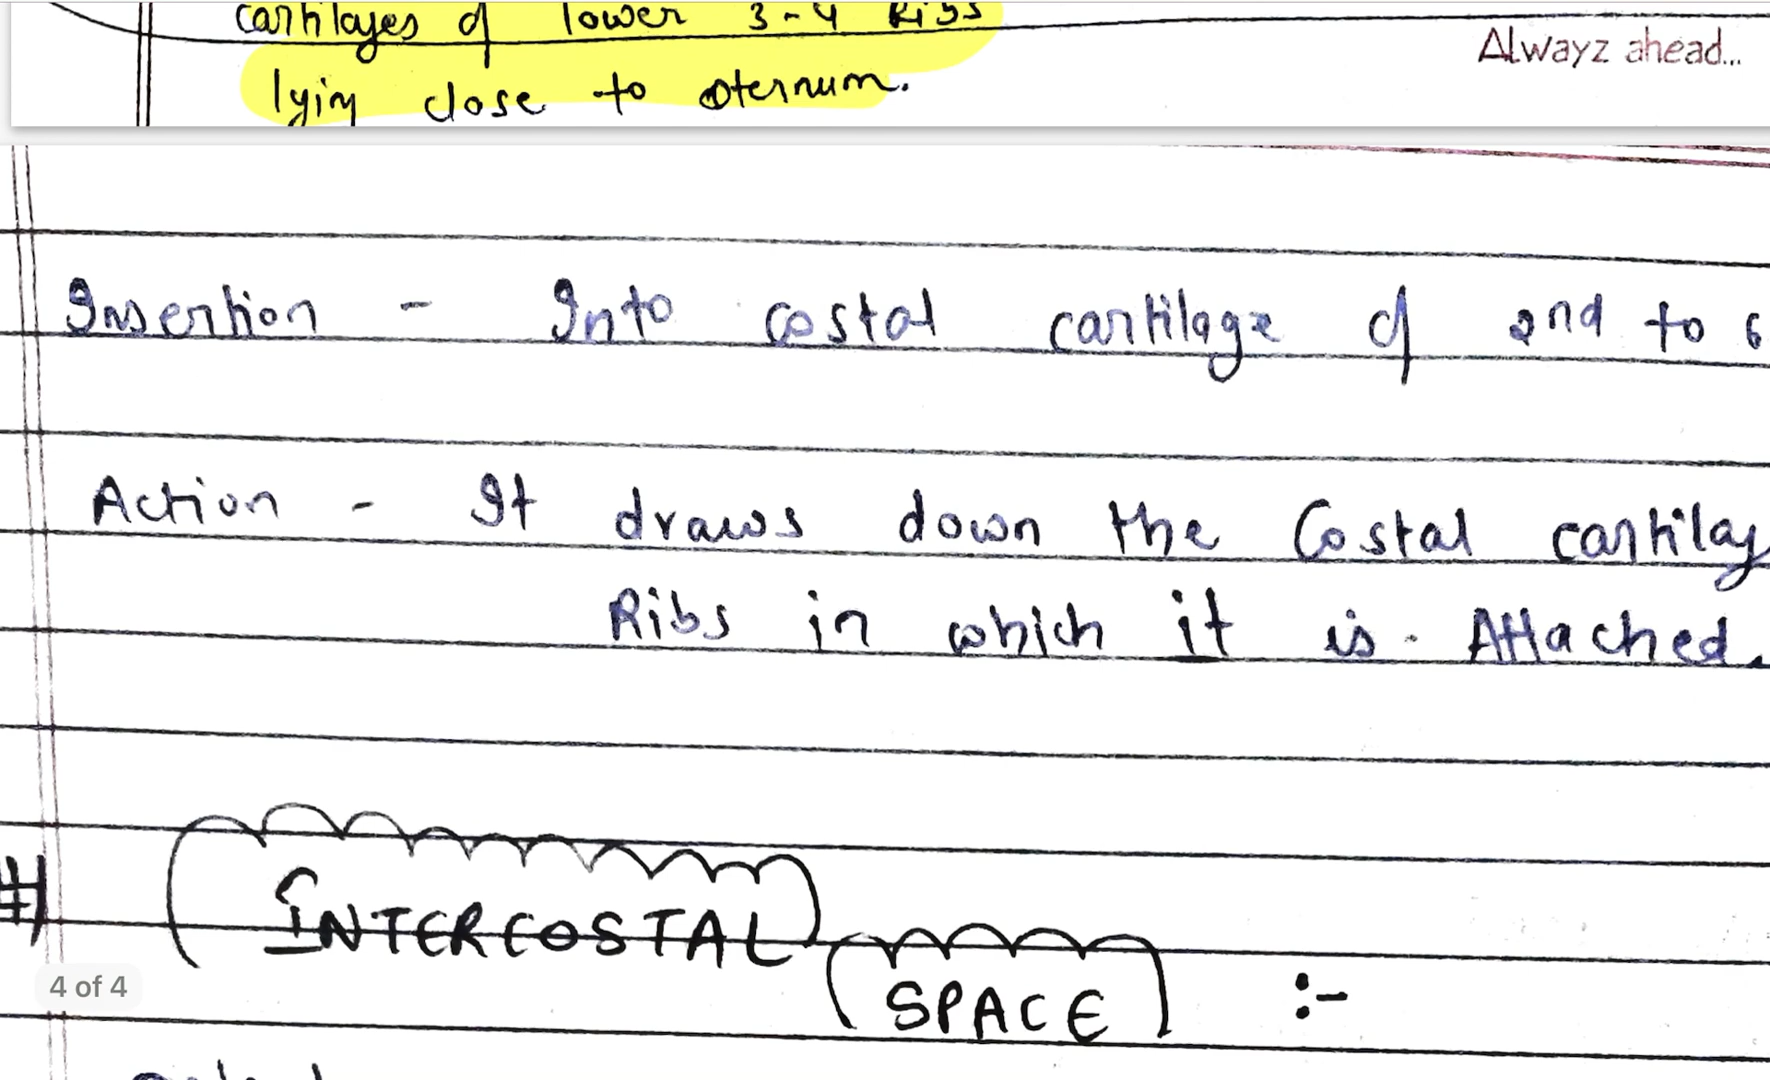 cartilages of lower 3-4 Ribs
Alwayz ahead...
lying close to sternum.
Insertion - Into costal cartilage of 2nd to 6
Action - It draws down the Costal cartilag
Ribs in which it is Attached.
# INTERCOSTAL
SPACE :-
4 of 4